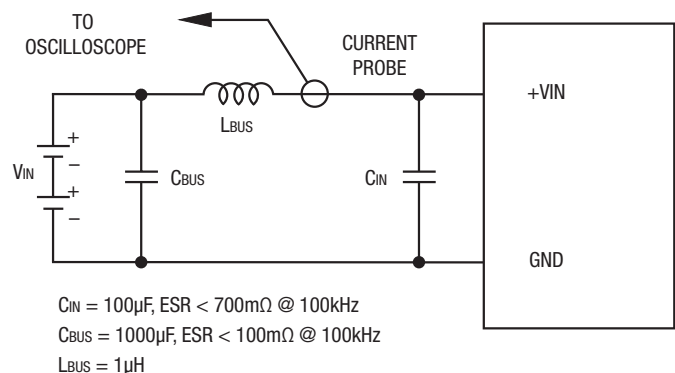 TO
OSCILLOSCOPE
CURRENT
PROBE
+VIN
LBUS
+
VIN
−
+
−
CBUS
CIN
GND
CIN = 100µF, ESR < 700mΩ @ 100kHz
CBUS = 1000µF, ESR < 100mΩ @ 100kHz
LBUS = 1µH